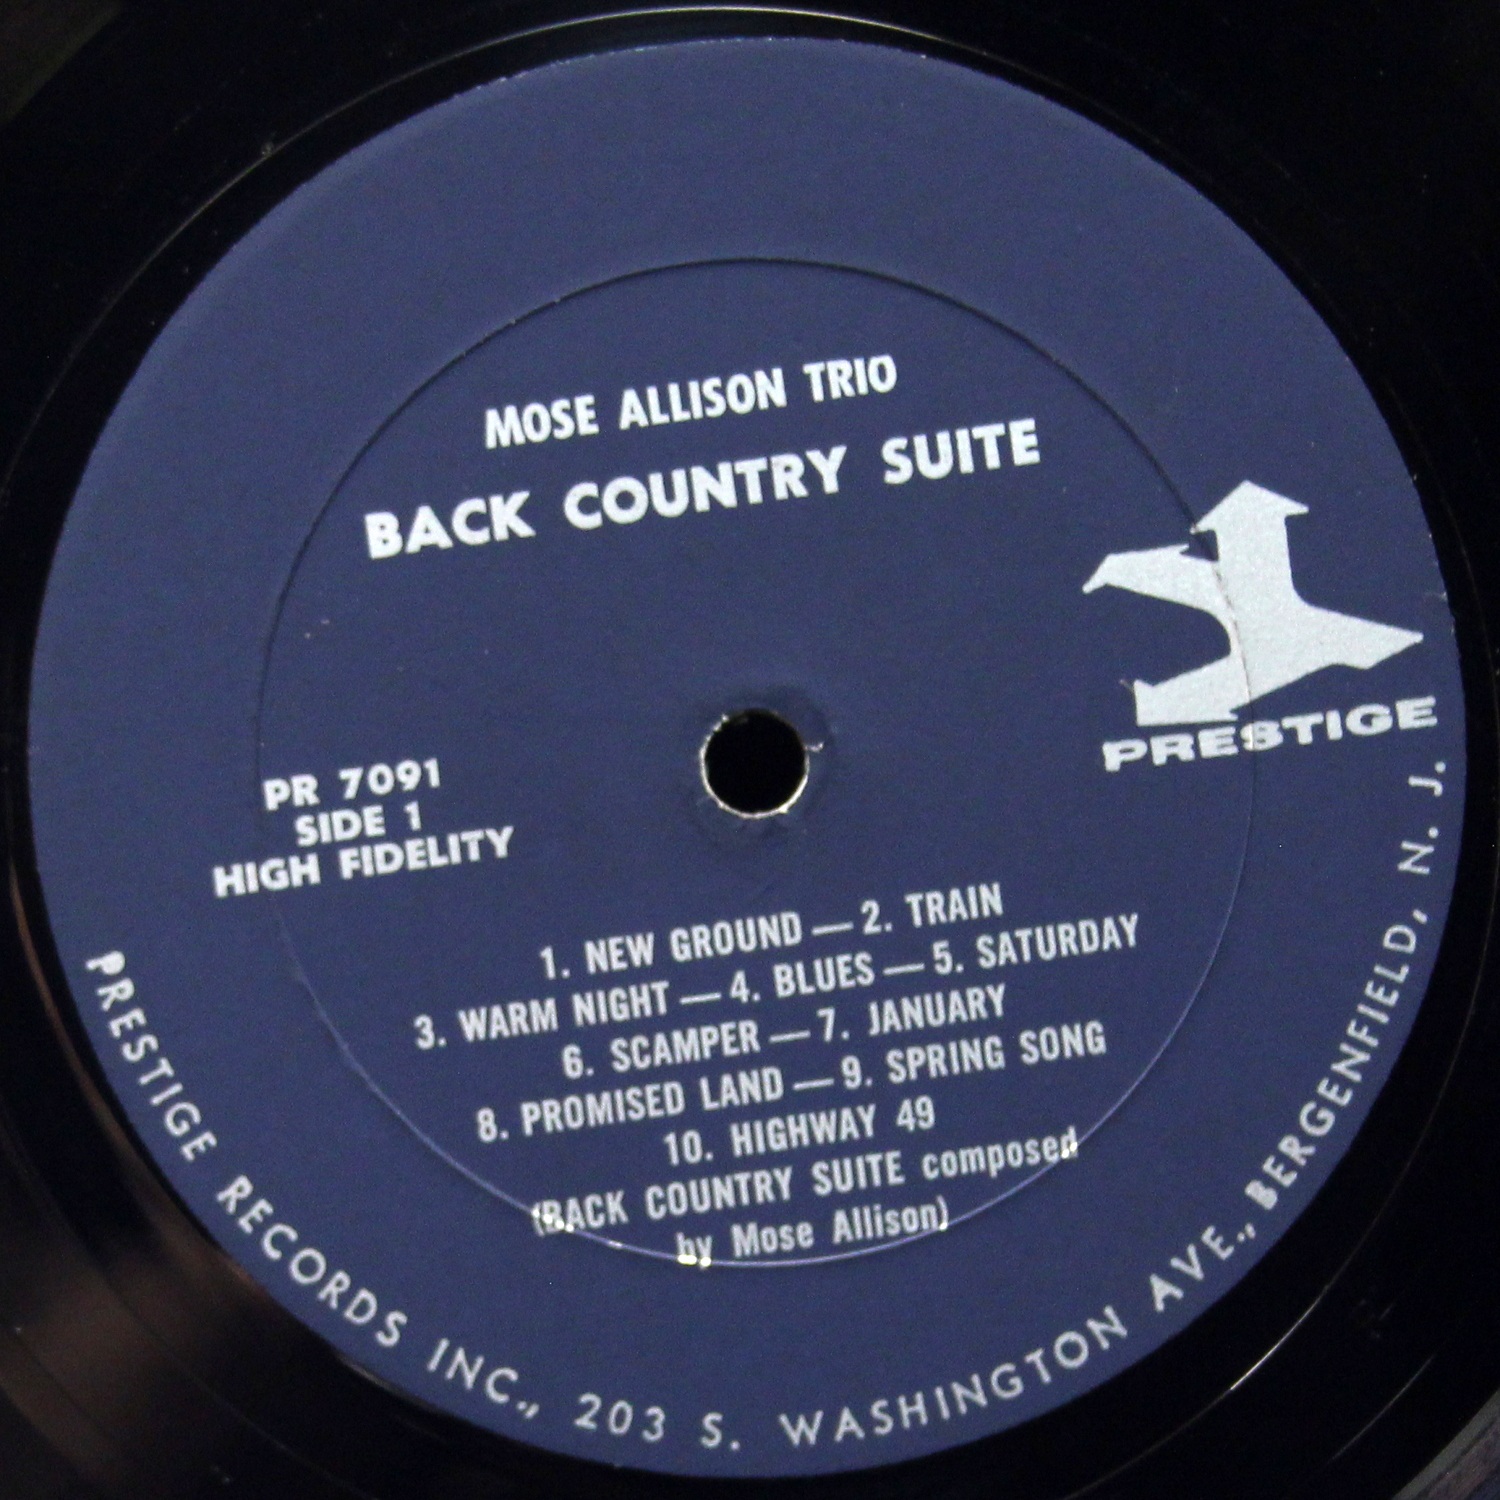 MOSE ALLISON TRIO
BACK COUNTRY SUITE
PRESTIGE
PR 7091
SIDE 1
HIGH FIDELITY
1. NEW GROUND — 2. TRAIN
3. WARM NIGHT — 4. BLUES — 5. SATURDAY
6. SCAMPER — 7. JANUARY
8. PROMISED LAND — 9. SPRING SONG
10. HIGHWAY 49
(BACK COUNTRY SUITE composed
by Mose Allison)
PRESTIGE RECORDS INC., 203 S. WASHINGTON AVE., BERGENFIELD, N. J.